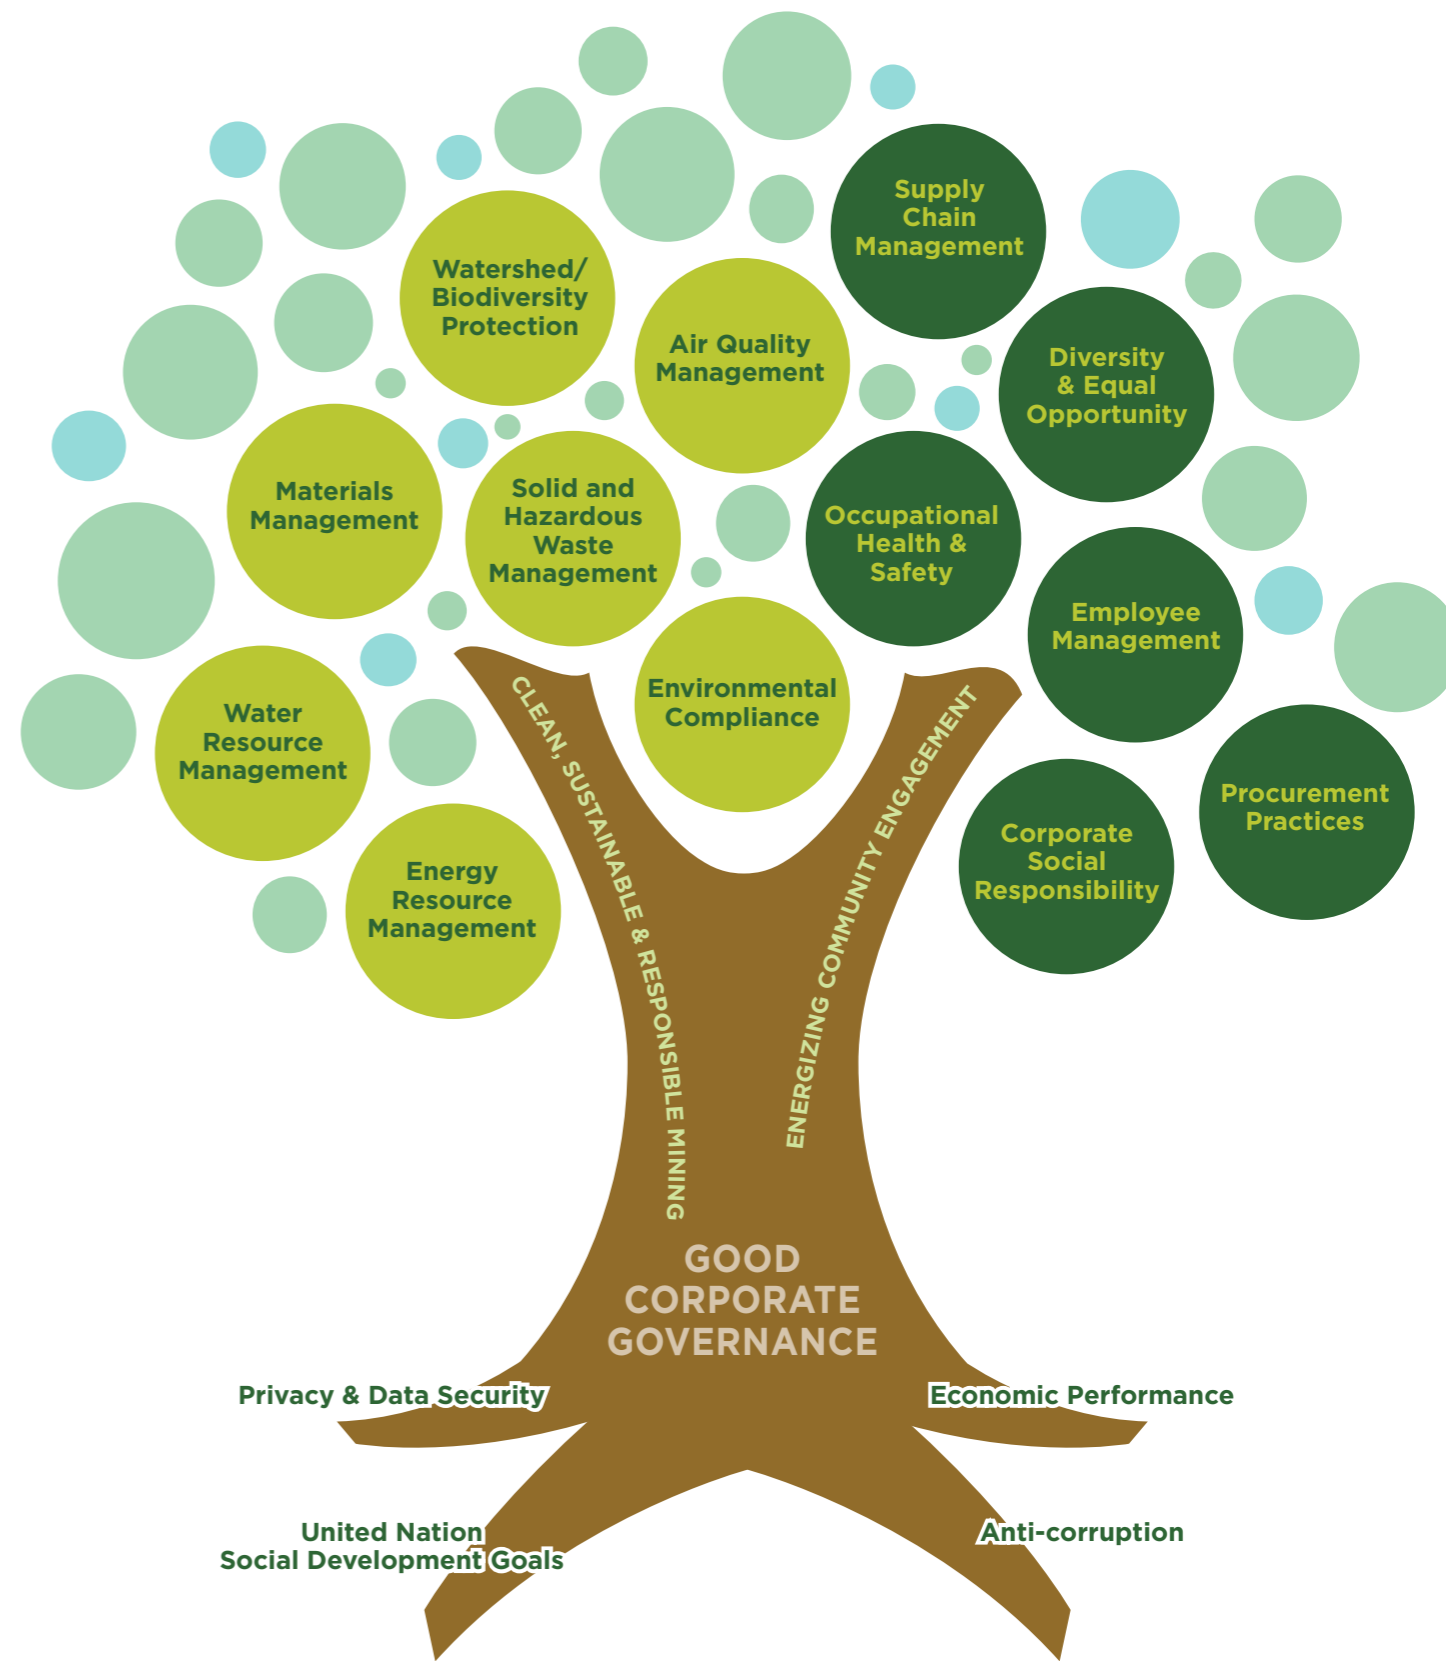 Supply
Chain
Management
Watershed/
Biodiversity
Protection
Air Quality
Management
Diversity
& Equal
Opportunity
Materials
Management
Solid and
Hazardous
Waste
Management
Occupational
Health &
Safety
Employee
Management
Water
Resource
Management
Environmental
Compliance
Procurement
Practices
Corporate
Social
Responsibility
Energy
Resource
Management
CLEAN, SUSTAINABLE & RESPONSIBLE MINING
ENERGIZING COMMUNITY ENGAGEMENT
GOOD
CORPORATE
GOVERNANCE
Privacy & Data Security
Economic Performance
United Nation
Social Development Goals
Anti-corruption